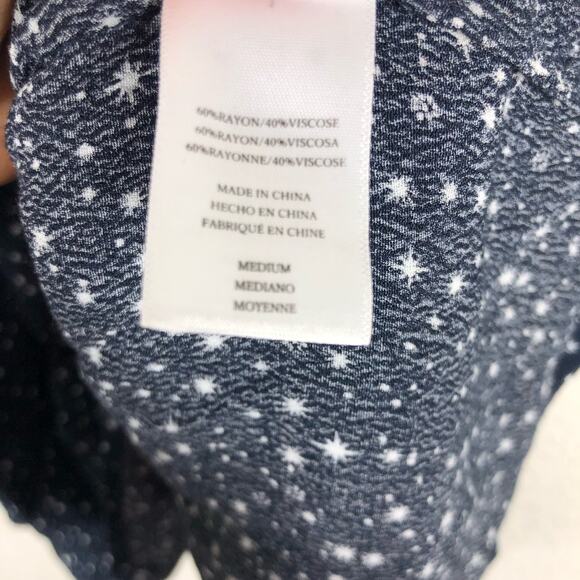 60%RAYON/40%VISCOSE
60%RAYON/40%VISCOSA
60%RAYONNE/40%VISCOSE
MADE IN CHINA
HECHO EN CHINA
FABRIQUÉ EN CHINE
MEDIUM
MEDIANO
MOYENNE